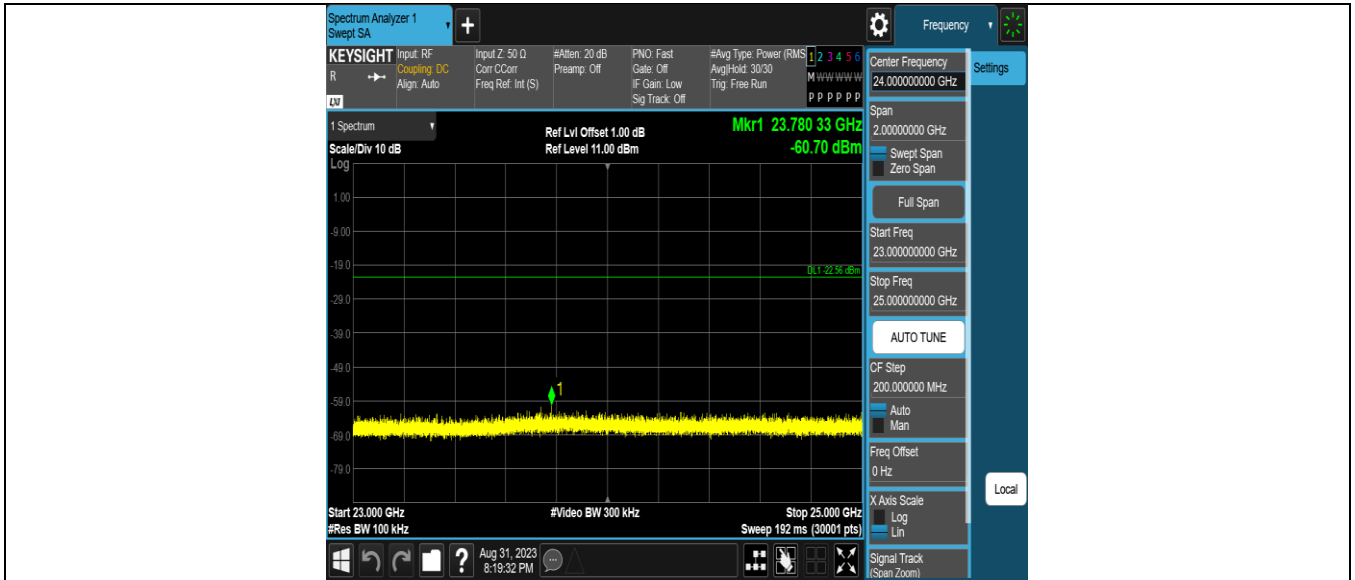 Spectrum Analyzer 1
Swept SA
+
Frequency
KEYSIGHT
R
LXI
Input: RF
Coupling: DC
Align: Auto
Input Z: 50 Ω
Corr CCorr
Freq Ref: Int (S)
#Atten: 20 dB
Preamp: Off
PNO: Fast
Gate: Off
IF Gain: Low
Sig Track: Off
#Avg Type: Power (RMS
Avg|Hold: 30/30
Trig: Free Run
1 2 3 4 5 6
M W W W W W
P P P P P P
1 Spectrum
Scale/Div 10 dB
Log
Ref Lvl Offset 1.00 dB
Ref Level 11.00 dBm
Mkr1 23.780 33 GHz
-60.70 dBm
1.00
-9.00
-19.0
DL1 -22.56 dBm
-29.0
-39.0
-49.0
1
-59.0
-69.0
-79.0
Start 23.000 GHz
#Res BW 100 kHz
#Video BW 300 kHz
Stop 25.000 GHz
Sweep 192 ms (30001 pts)
?
Aug 31, 2023
8:19:32 PM
Center Frequency
24.000000000 GHz
Span
2.00000000 GHz
Swept Span
Zero Span
Full Span
Start Freq
23.000000000 GHz
Stop Freq
25.000000000 GHz
AUTO TUNE
CF Step
200.000000 MHz
Auto
Man
Freq Offset
0 Hz
X Axis Scale
Log
Lin
Signal Track
(Span Zoom)
Settings
Local